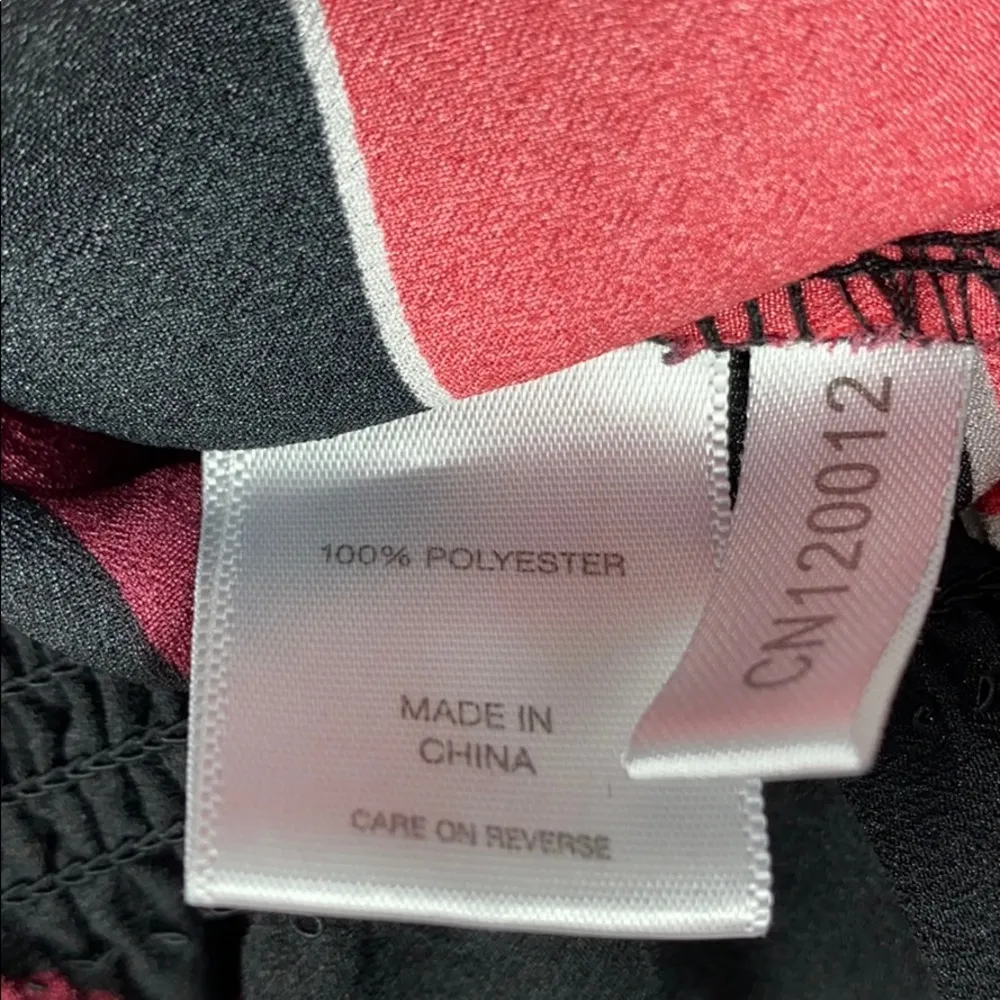 100% POLYESTER
MADE IN
CHINA
CARE ON REVERSE
CN120012